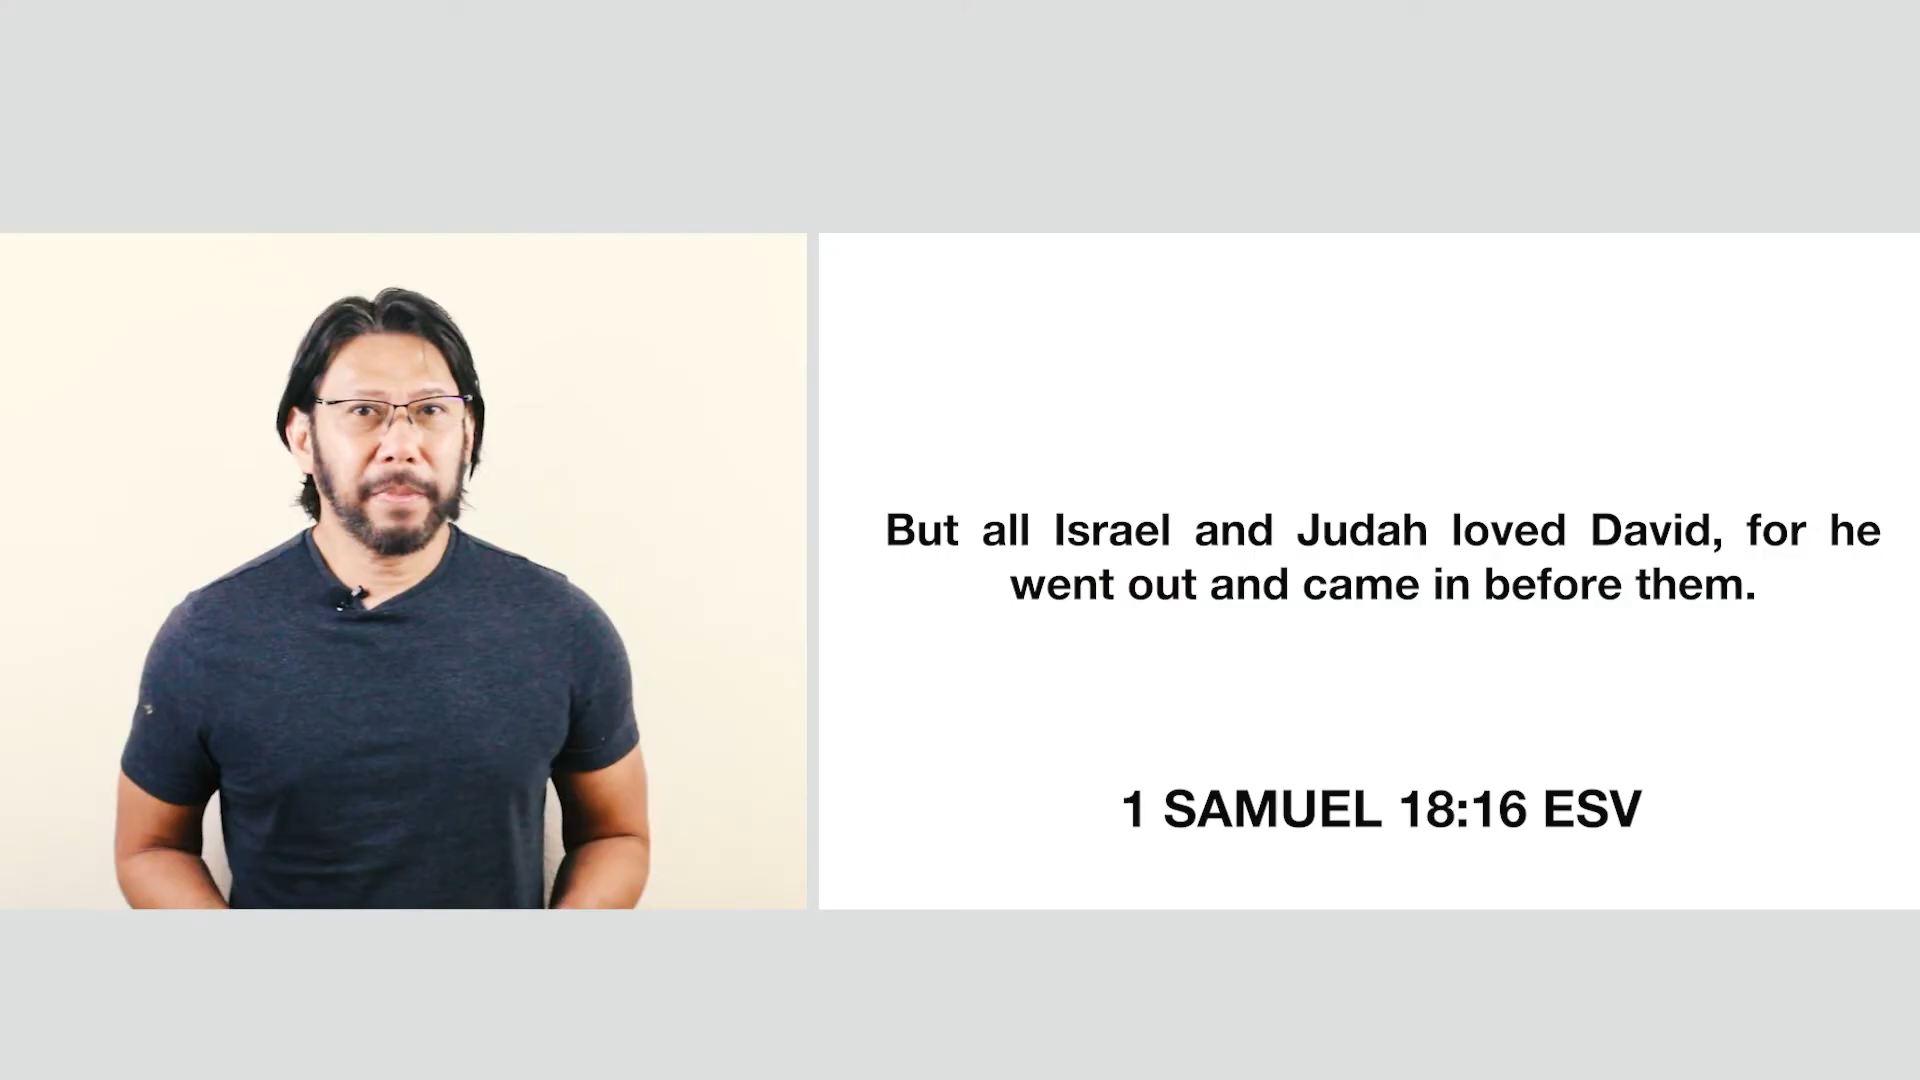 But all Israel and Judah loved David, for he
went out and came in before them.
1 SAMUEL 18:16 ESV